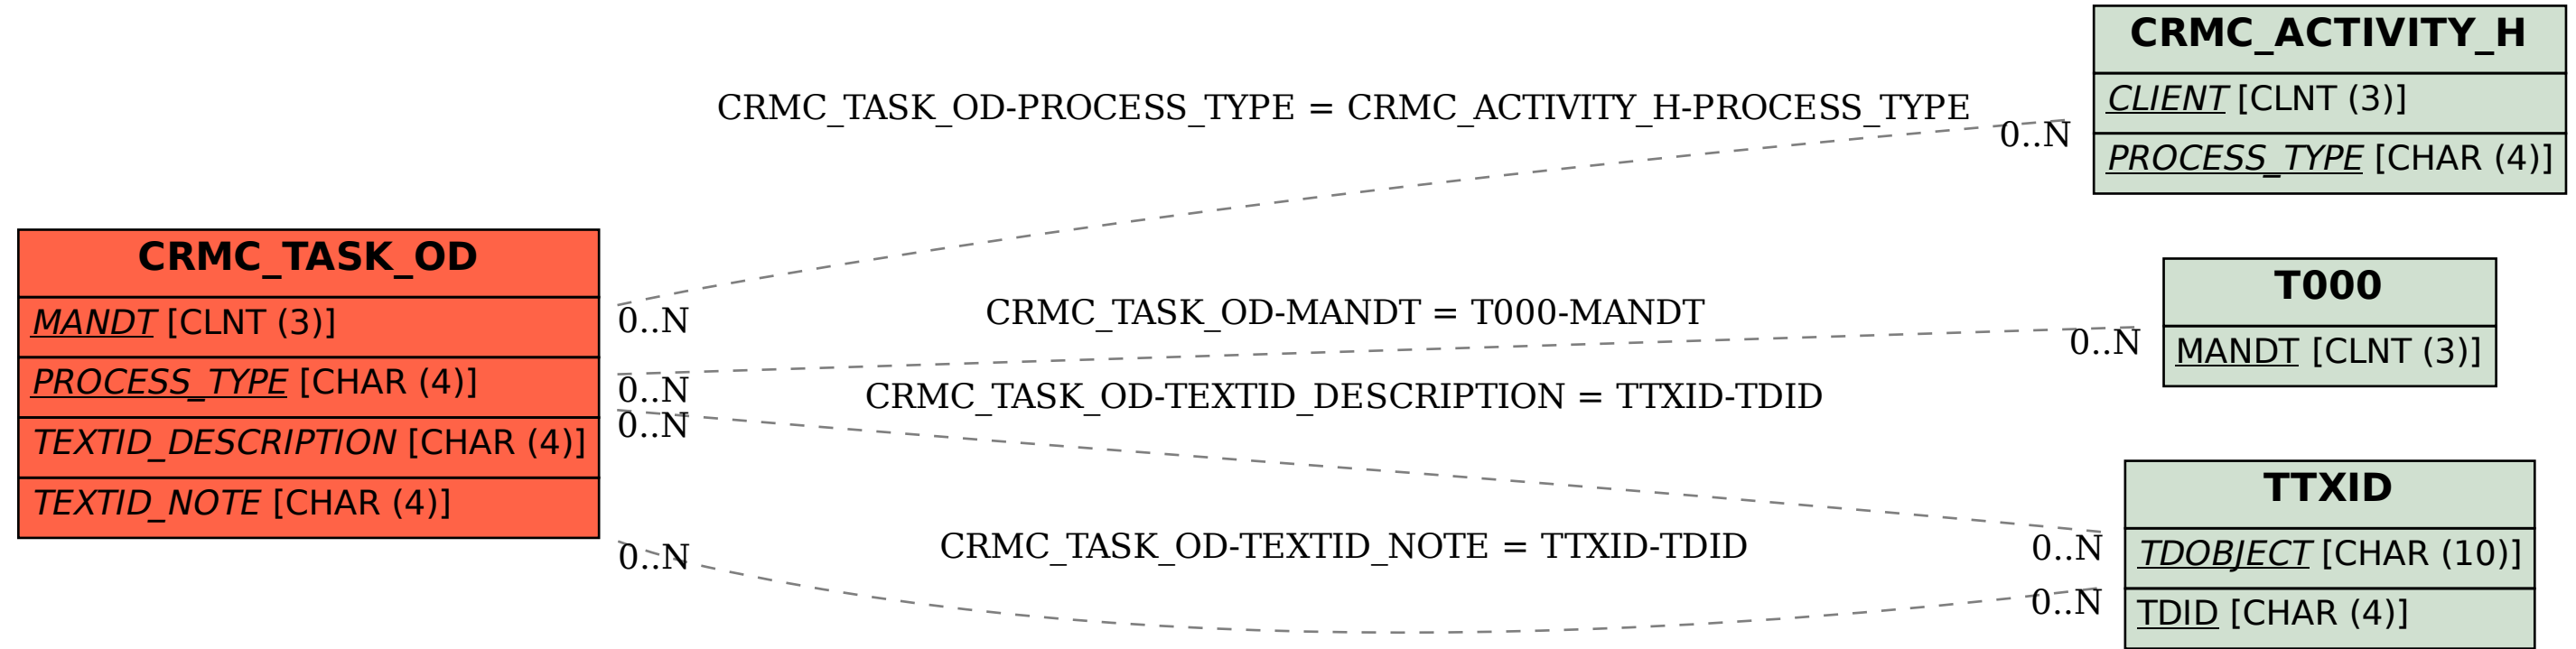 CRMC_ACTIVITY_H
CLIENT [CLNT (3)]
PROCESS_TYPE [CHAR (4)]
CRMC_TASK_OD-PROCESS_TYPE = CRMC_ACTIVITY_H-PROCESS_TYPE
0..N
0..N
CRMC_TASK_OD
MANDT [CLNT (3)]
PROCESS_TYPE [CHAR (4)]
TEXTID_DESCRIPTION [CHAR (4)]
TEXTID_NOTE [CHAR (4)]
CRMC_TASK_OD-MANDT = T000-MANDT
0..N
0..N
T000
MANDT [CLNT (3)]
CRMC_TASK_OD-TEXTID_DESCRIPTION = TTXID-TDID
0..N
0..N
CRMC_TASK_OD-TEXTID_NOTE = TTXID-TDID
0..N
0..N
TTXID
TDOBJECT [CHAR (10)]
TDID [CHAR (4)]